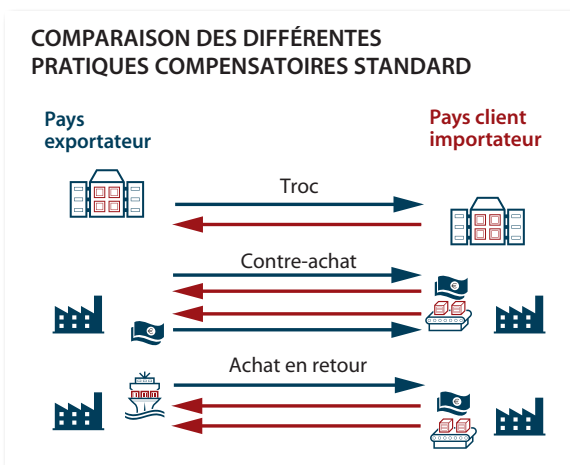 COMPARAISON DES DIFFÉRENTES
PRATIQUES COMPENSATOIRES STANDARD
Pays
exportateur
Pays client
importateur
Troc
Contre-achat
€
€
Achat en retour
€